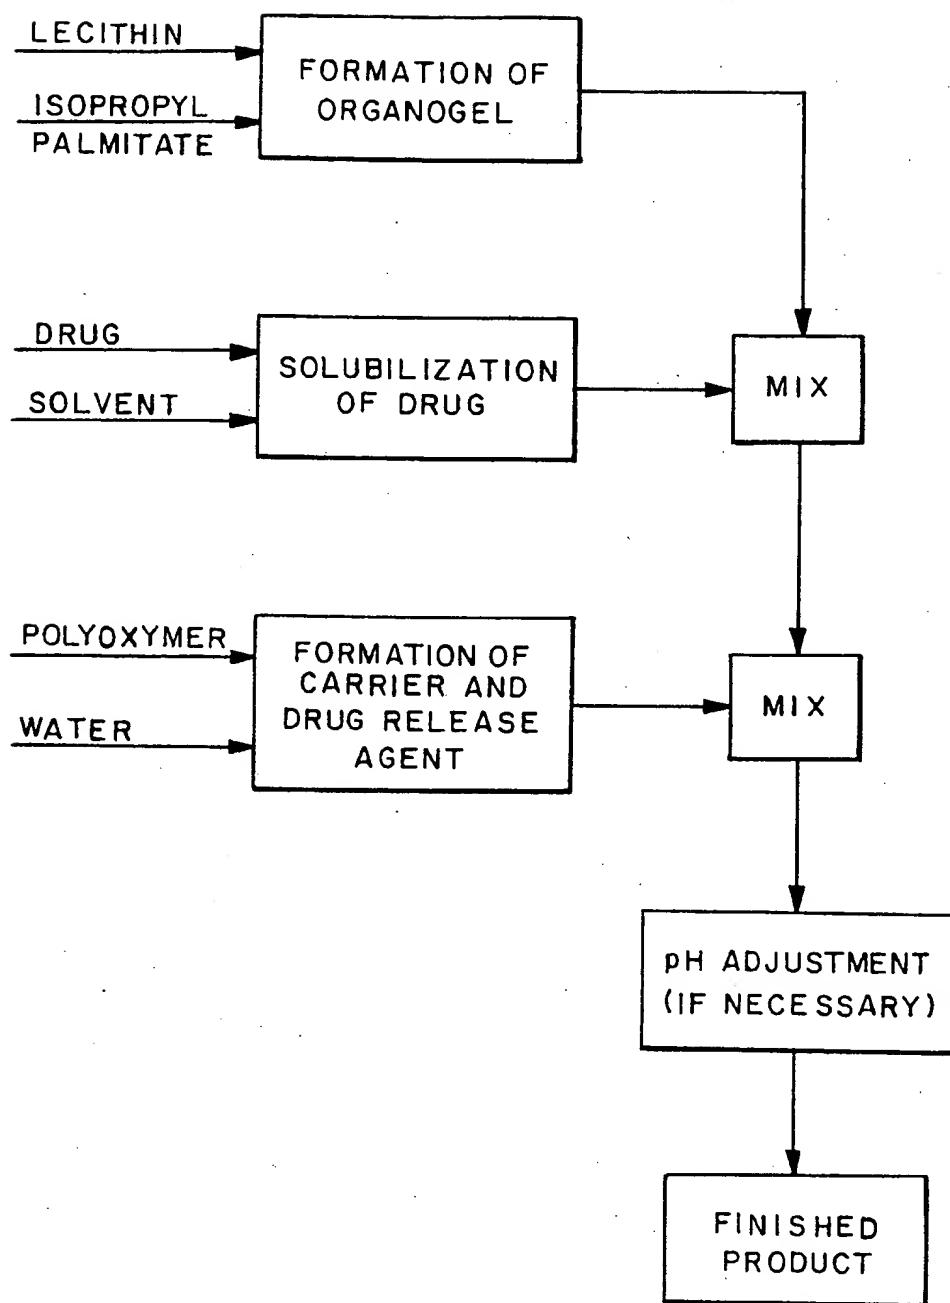 LECITHIN
ISOPROPYL
PALMITATE
FORMATION OF
ORGANOGEL
DRUG
SOLVENT
SOLUBILIZATION
OF DRUG
MIX
POLYOXYMER
WATER
FORMATION OF
CARRIER AND
DRUG RELEASE
AGENT
MIX
pH ADJUSTMENT
(IF NECESSARY)
FINISHED
PRODUCT